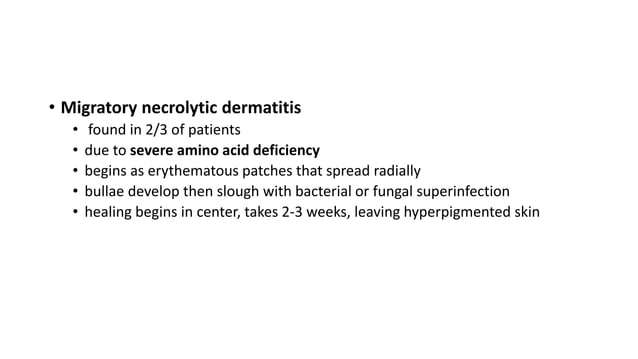 • Migratory necrolytic dermatitis
• found in 2/3 of patients
• due to severe amino acid deficiency
• begins as erythematous patches that spread radially
• bullae develop then slough with bacterial or fungal superinfection
• healing begins in center, takes 2-3 weeks, leaving hyperpigmented skin